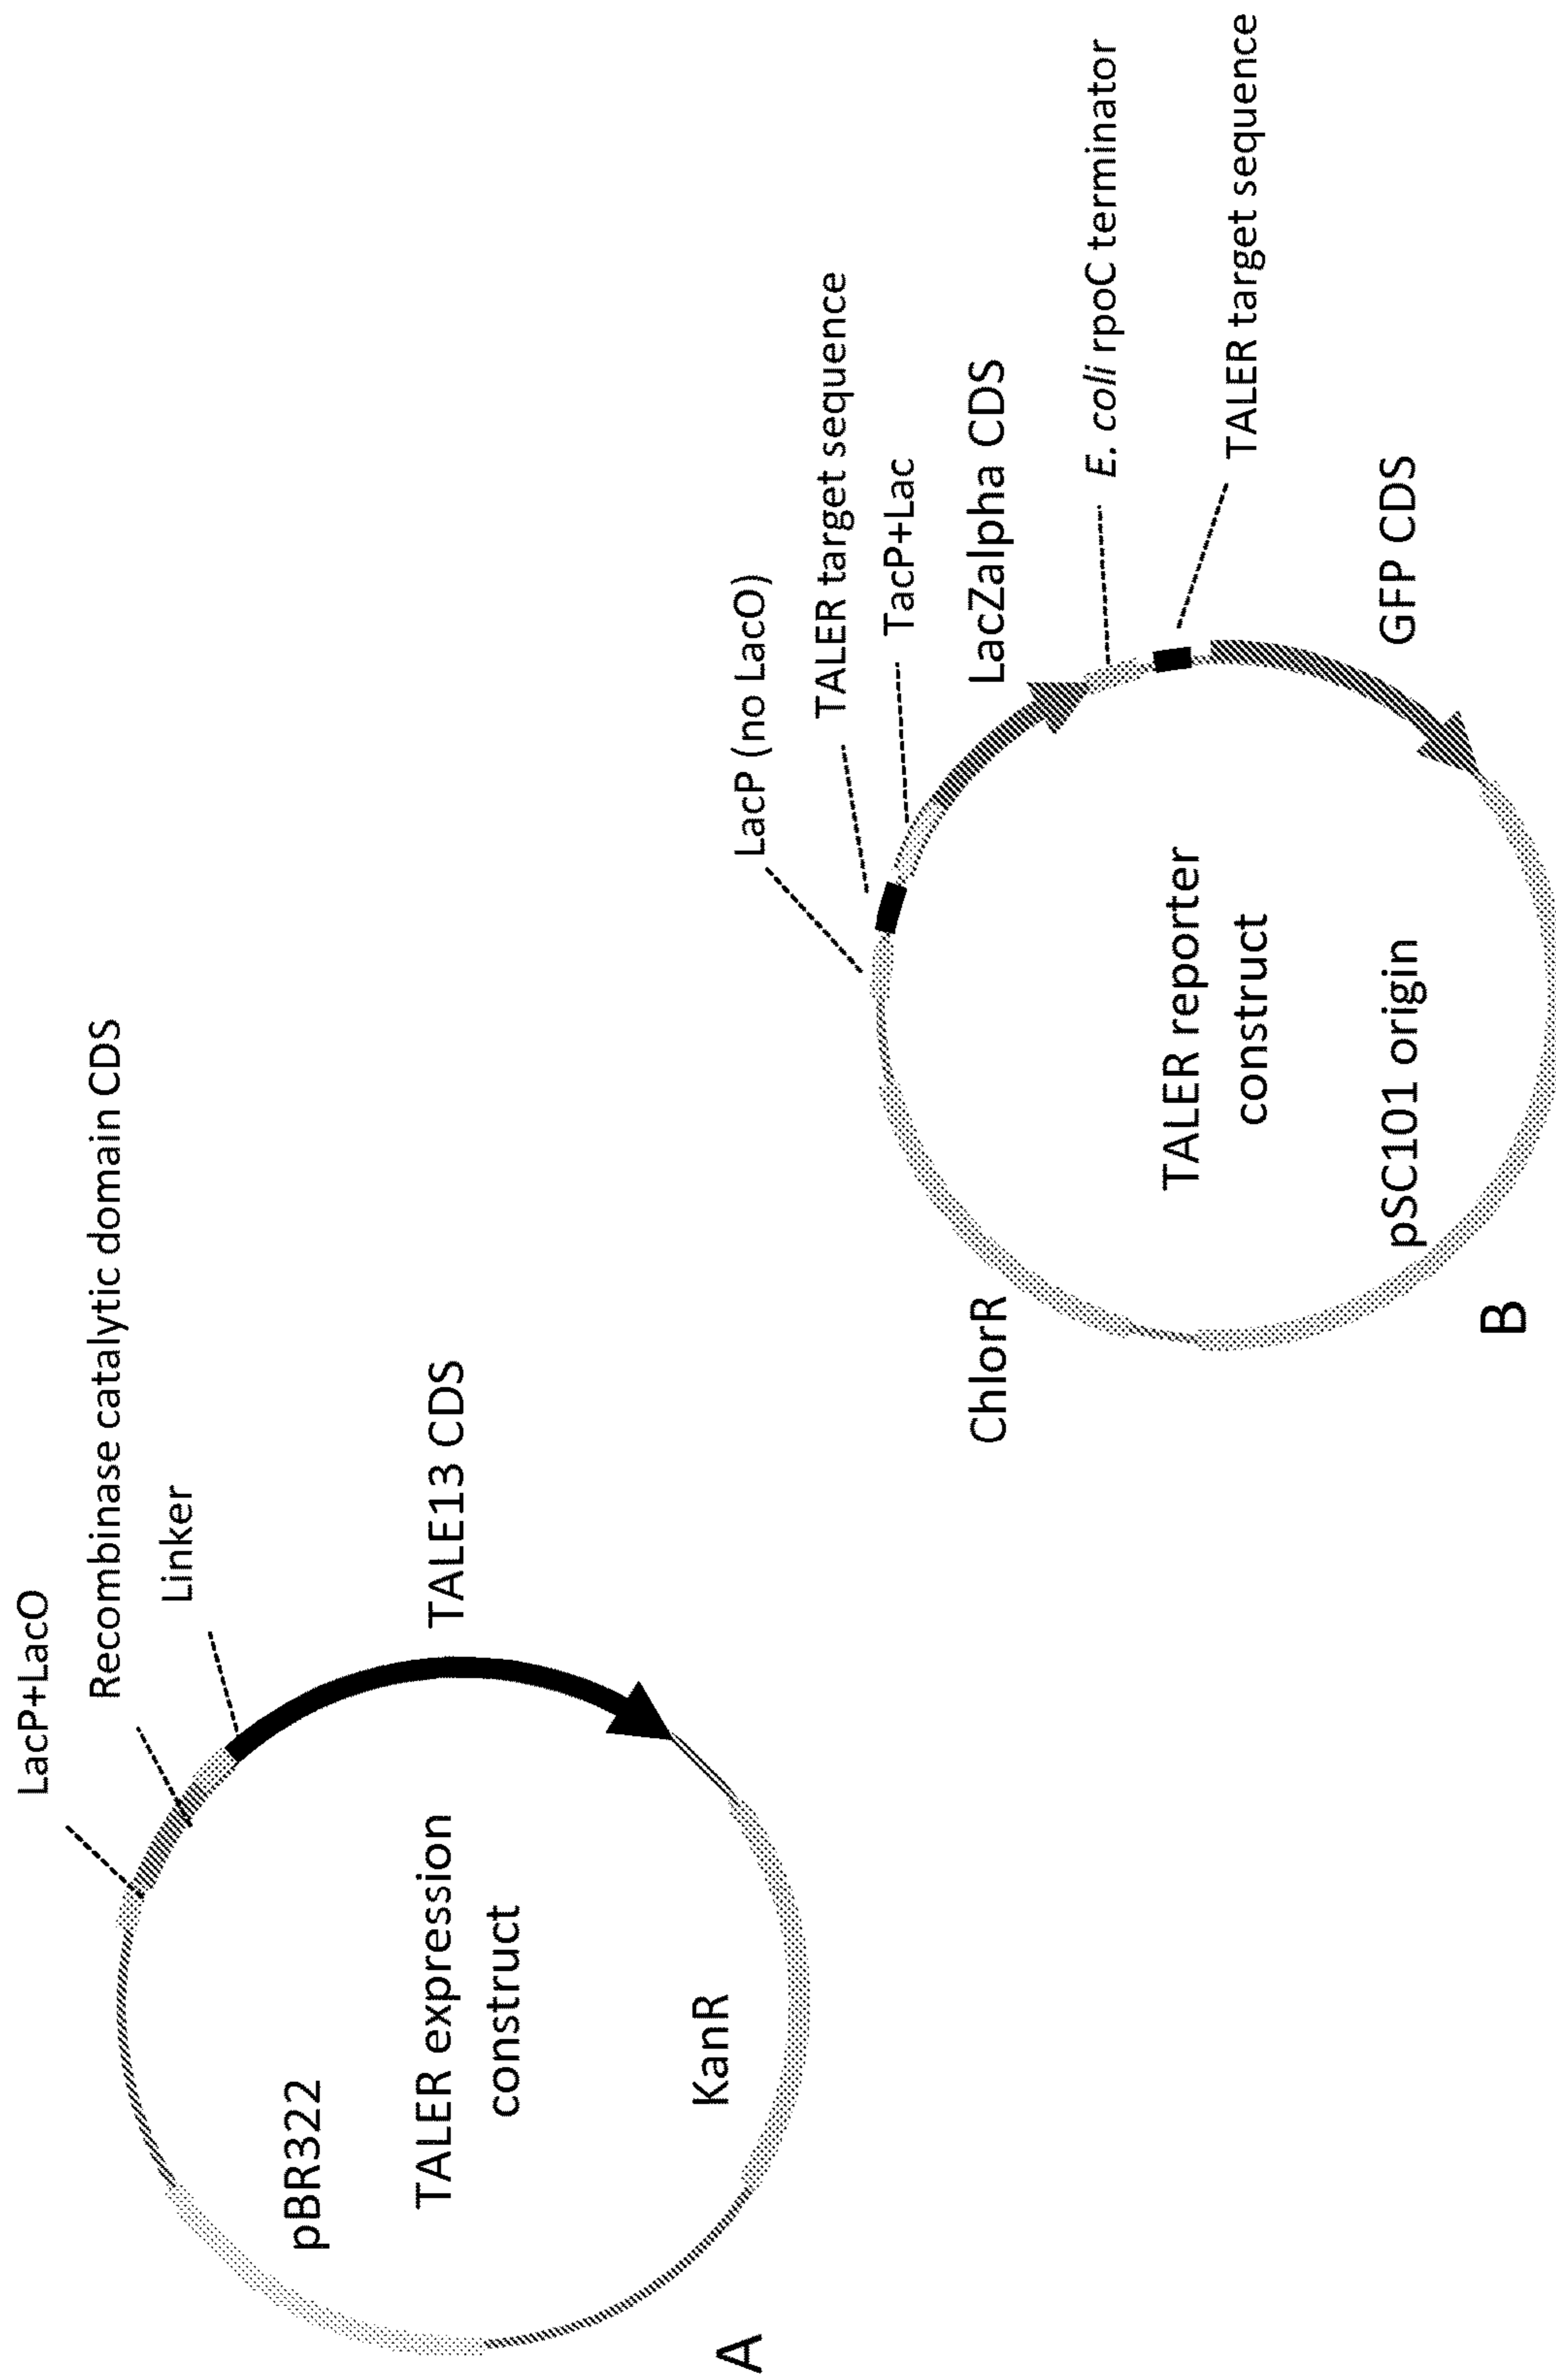 LacP+LacO
Recombinase catalytic domain CDS
Linker
pBR322
TALER expression
construct
TALE13 CDS
KanR
A
LacP (no LacO)
TALER target sequence
TacP+Lac
LacZalpha CDS
E. coli rpoC terminator
TALER target sequence
ChlorR
TALER reporter
construct
pSC101 origin
GFP CDS
B